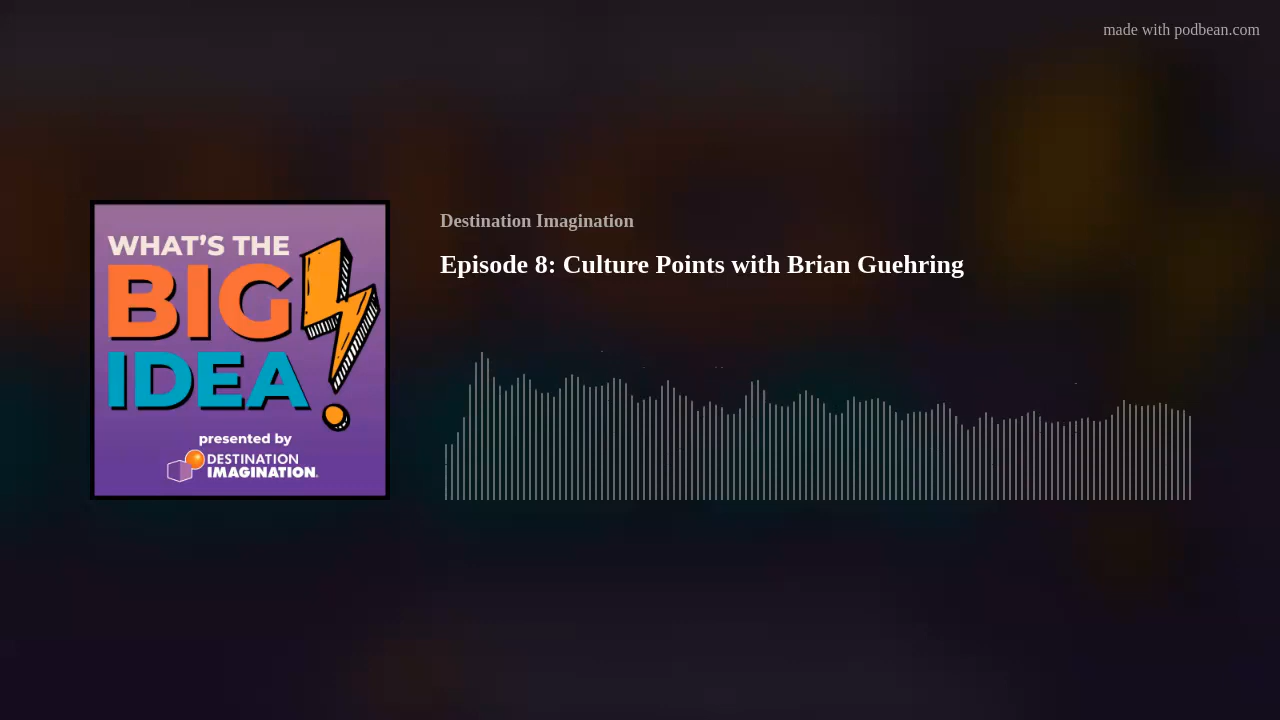 made with podbean.com
WHAT'S THE
BIG
IDEA
presented by
DESTINATION
IMAGINATION
Destination Imagination
Episode 8: Culture Points with Brian Guehring